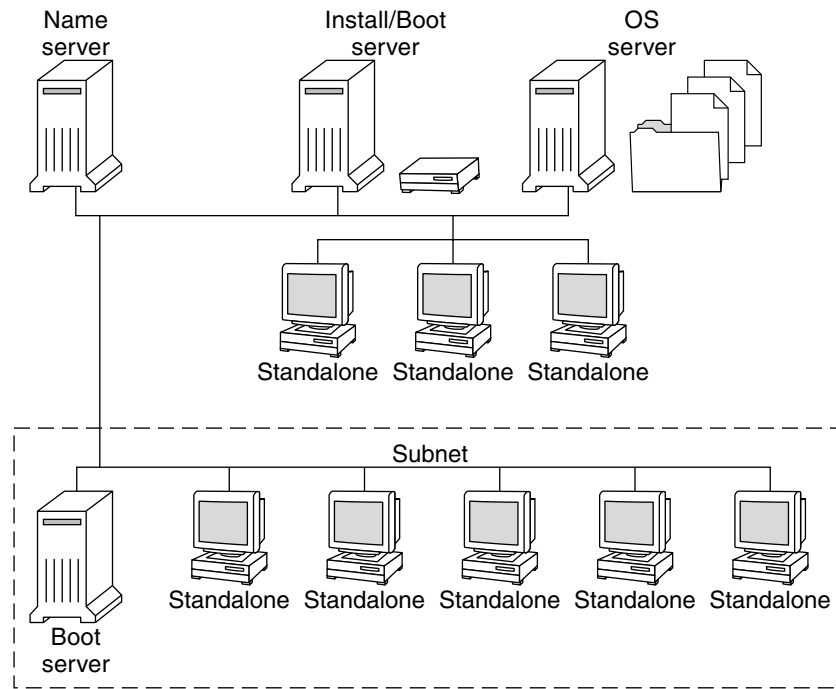 Name
server
Install/Boot
server
OS
server
Standalone
Standalone
Standalone
Subnet
Standalone
Standalone
Standalone
Standalone
Standalone
Boot
server